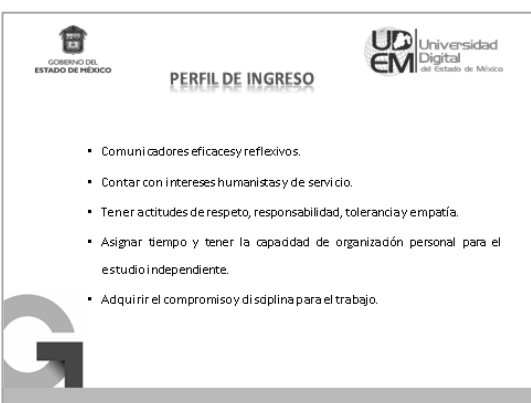 GOBIERNO DEL
ESTADO DE MÉXICO
UDEM
Universidad
Digital
del Estado de México
PERFIL DE INGRESO
• Comunicadores eficaces y reflexivos.
• Contar con intereses humanistas y de servicio.
• Tener actitudes de respeto, responsabilidad, tolerancia y empatía.
• Asignar tiempo y tener la capacidad de organización personal para el
estudio independiente.
• Adquirir el compromiso y disciplina para el trabajo.